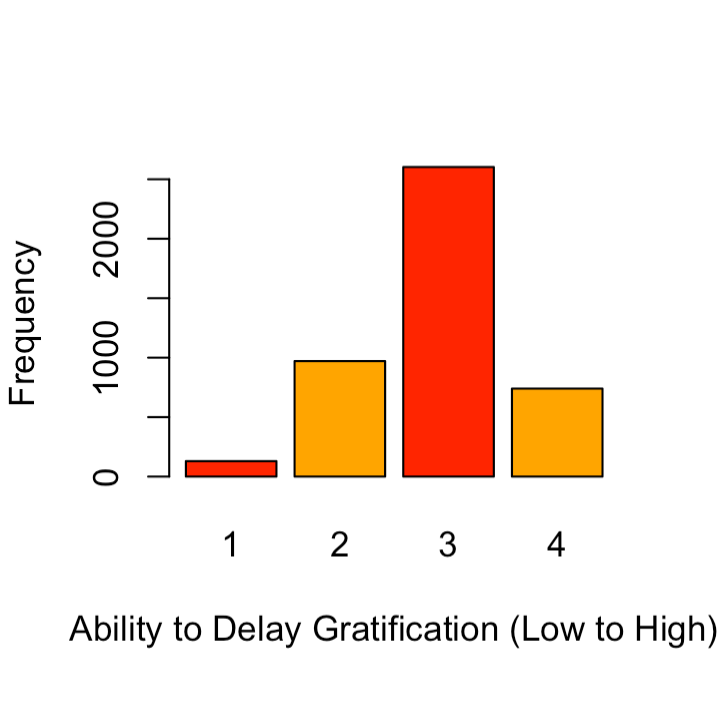 Frequency
2000
1000
0
1 2 3 4
Ability to Delay Gratification (Low to High)